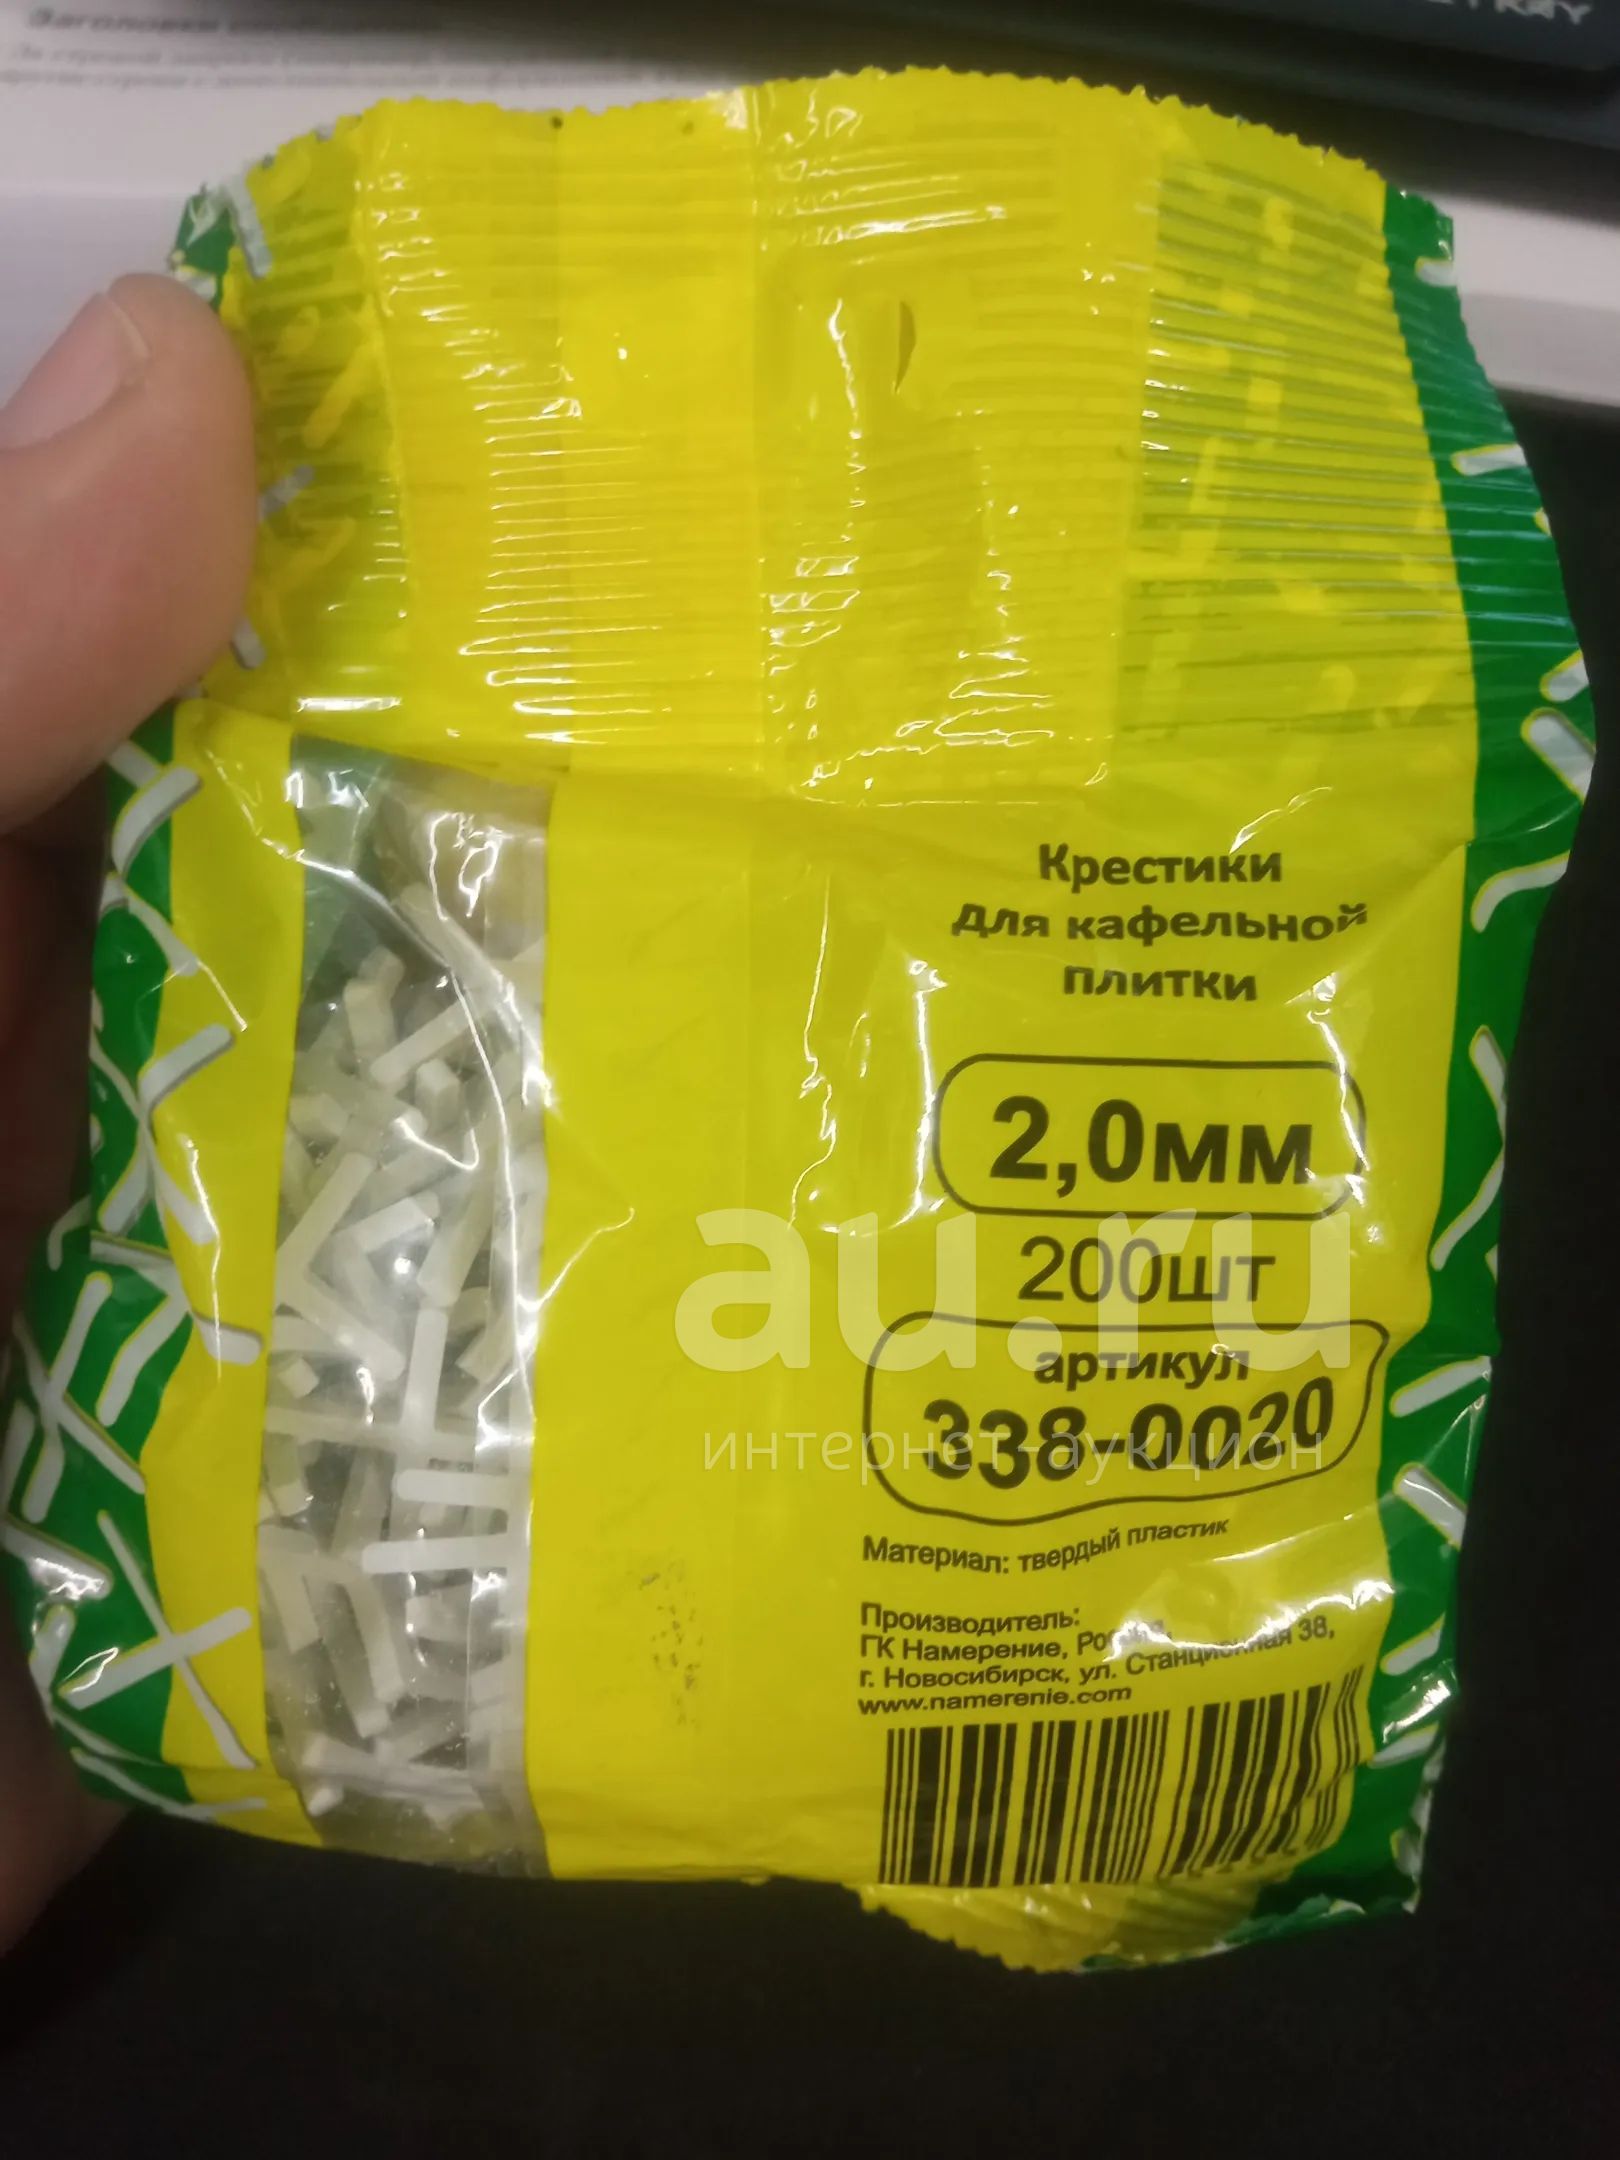 Заголовки
Крестики
для кафельной
плитки
2,0мм
200шт
au.ru
артикул
338-0020
интернет-аукцион
Материал: твердый пластик
Производитель:
ГК Намерение, Россия,
г. Новосибирск, ул. Станционная 38,
www.namerenie.com